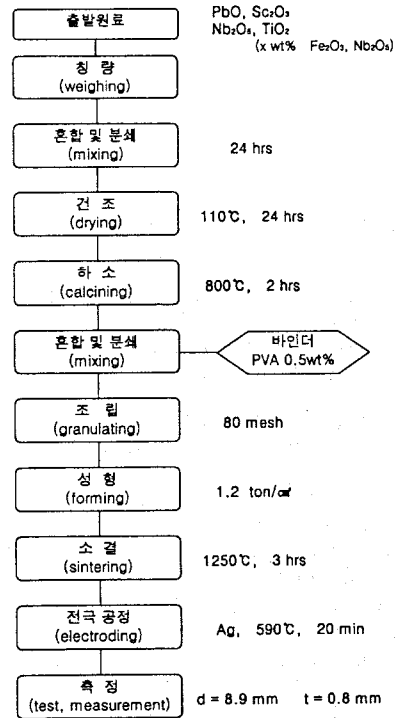 출발원료
PbO, Sc₂O₃
Nb₂O₅, TiO₂
(x wt% Fe₂O₃, Nb₂O₅)
칭 량
(weighing)
혼합 및 분쇄
(mixing)
24 hrs
건 조
(drying)
110℃, 24 hrs
하 소
(calcining)
800℃, 2 hrs
혼합 및 분쇄
(mixing)
바인더
PVA 0.5wt%
조 립
(granulating)
80 mesh
성 형
(forming)
1.2 ton/㎠
소 결
(sintering)
1250℃, 3 hrs
전극 공정
(electroding)
Ag, 590℃, 20 min
측 정
(test, measurement)
d = 8.9 mm t = 0.8 mm